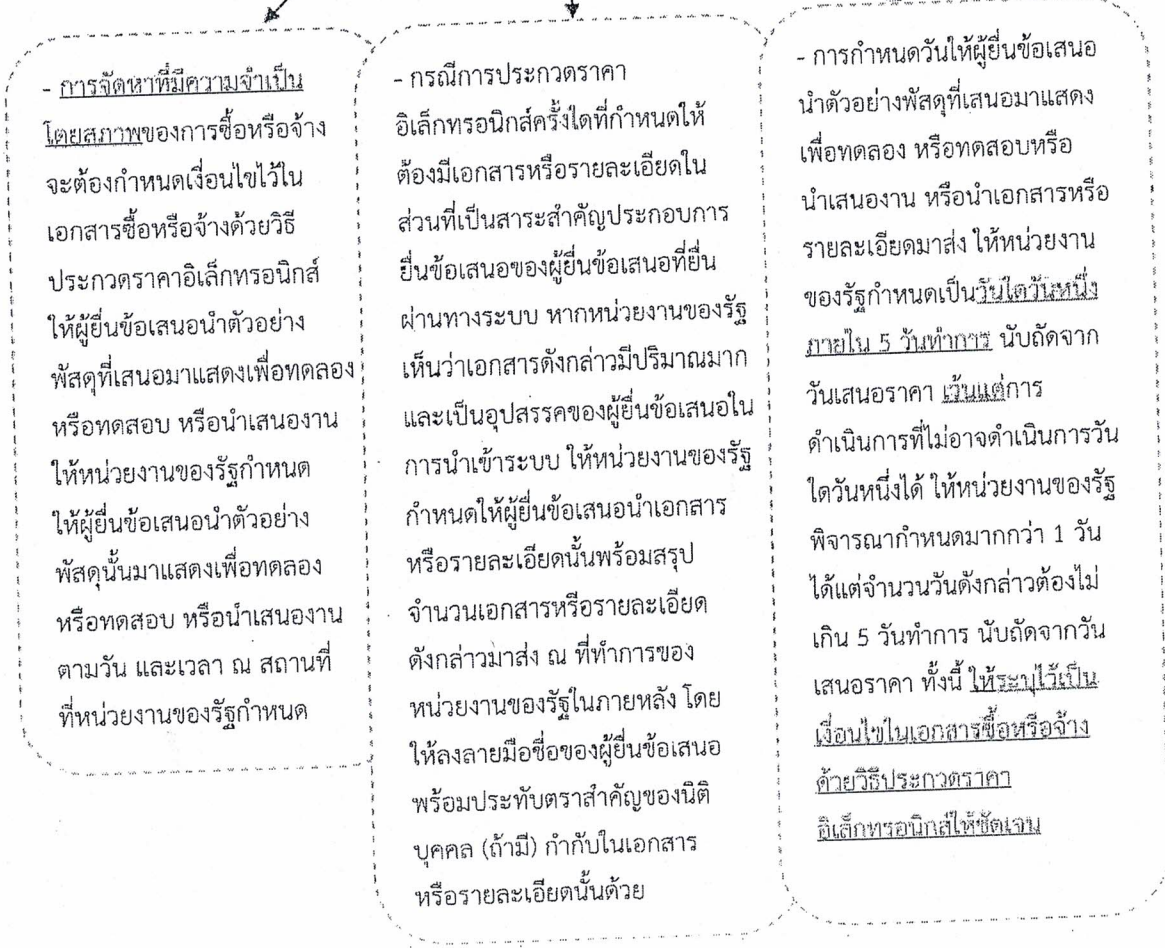 - การจัดหาที่มีความจำเป็น
โดยสภาพของการซื้อหรือจ้าง
จะต้องกำหนดเงื่อนไขไว้ใน
เอกสารซื้อหรือจ้างด้วยวิธี
ประกวดราคาอิเล็กทรอนิกส์
ให้ผู้ยื่นข้อเสนอนำตัวอย่าง
พัสดุที่เสนอมาแสดงเพื่อทดลอง
หรือทดสอบ หรือนำเสนองาน
ให้หน่วยงานของรัฐกำหนด
ให้ผู้ยื่นข้อเสนอนำตัวอย่าง
พัสดุนั้นมาแสดงเพื่อทดลอง
หรือทดสอบ หรือนำเสนองาน
ตามวัน และเวลา ณ สถานที่
ที่หน่วยงานของรัฐกำหนด
- กรณีการประกวดราคา
อิเล็กทรอนิกส์ครั้งใดที่กำหนดให้
ต้องมีเอกสารหรือรายละเอียดใน
ส่วนที่เป็นสาระสำคัญประกอบการ
ยื่นข้อเสนอของผู้ยื่นข้อเสนอที่ยื่น
ผ่านทางระบบ หากหน่วยงานของรัฐ
เห็นว่าเอกสารดังกล่าวมีปริมาณมาก
และเป็นอุปสรรคของผู้ยื่นข้อเสนอใน
การนำเข้าระบบ ให้หน่วยงานของรัฐ
กำหนดให้ผู้ยื่นข้อเสนอนำเอกสาร
หรือรายละเอียดนั้นพร้อมสรุป
จำนวนเอกสารหรือรายละเอียด
ดังกล่าวมาส่ง ณ ที่ทำการของ
หน่วยงานของรัฐในภายหลัง โดย
ให้ลงลายมือชื่อของผู้ยื่นข้อเสนอ
พร้อมประทับตราสำคัญของนิติ
บุคคล (ถ้ามี) กำกับในเอกสาร
หรือรายละเอียดนั้นด้วย
- การกำหนดวันให้ผู้ยื่นข้อเสนอ
นำตัวอย่างพัสดุที่เสนอมาแสดง
เพื่อทดลอง หรือทดสอบหรือ
นำเสนองาน หรือนำเอกสารหรือ
รายละเอียดมาส่ง ให้หน่วยงาน
ของรัฐกำหนดเป็นวันใดวันหนึ่ง
ภายใน 5 วันทำการ นับถัดจาก
วันเสนอราคา เว้นแต่การ
ดำเนินการที่ไม่อาจดำเนินการวัน
ใดวันหนึ่งได้ ให้หน่วยงานของรัฐ
พิจารณากำหนดมากกว่า 1 วัน
ได้แต่จำนวนวันดังกล่าวต้องไม่
เกิน 5 วันทำการ นับถัดจากวัน
เสนอราคา ทั้งนี้ ให้ระบุไว้เป็น
เงื่อนไขในเอกสารซื้อหรือจ้าง
ด้วยวิธีประกวดราคา
อิเล็กทรอนิกส์ให้ชัดเจน